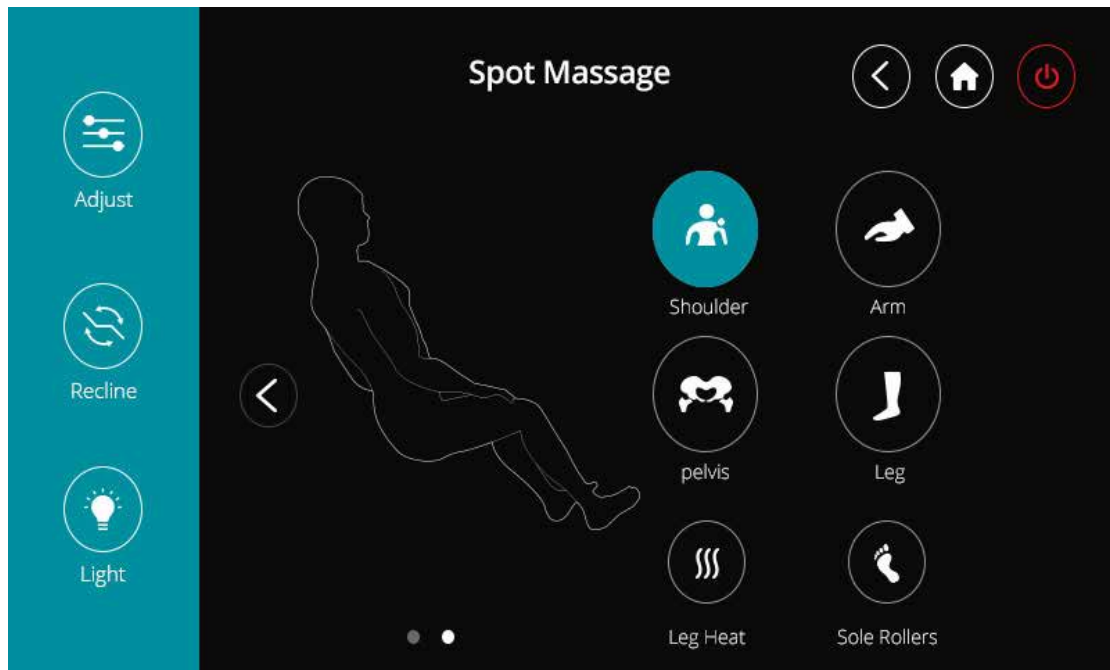 Spot Massage
Adjust
Recline
Light
Shoulder
Arm
pelvis
Leg
Leg Heat
Sole Rollers